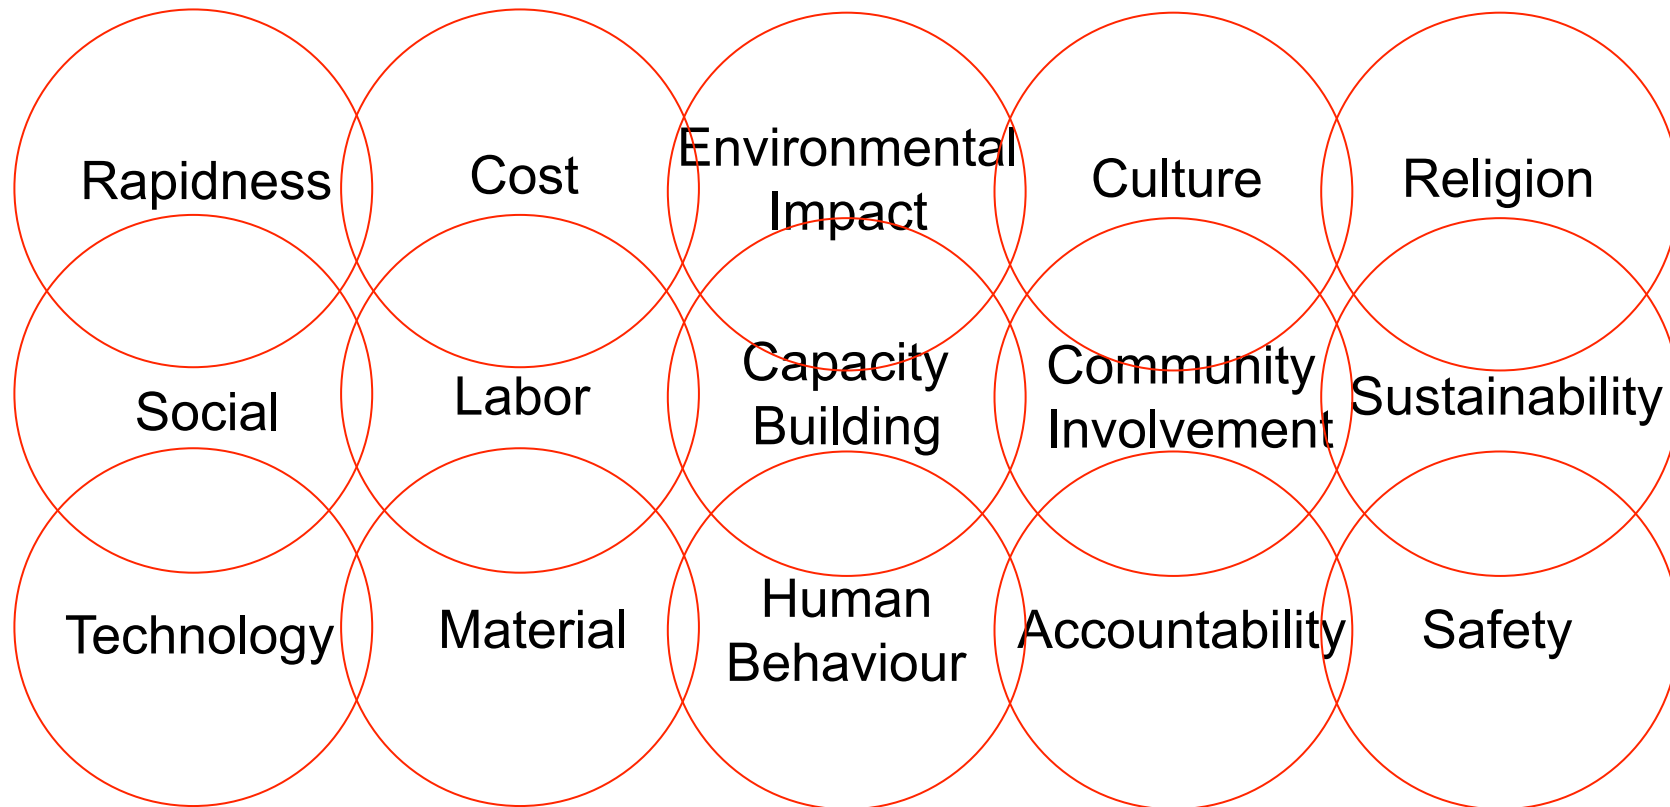 Rapidness
Cost
Environmental
Impact
Culture
Religion
Social
Labor
Capacity
Building
Community
Involvement
Sustainability
Technology
Material
Human
Behaviour
Accountability
Safety